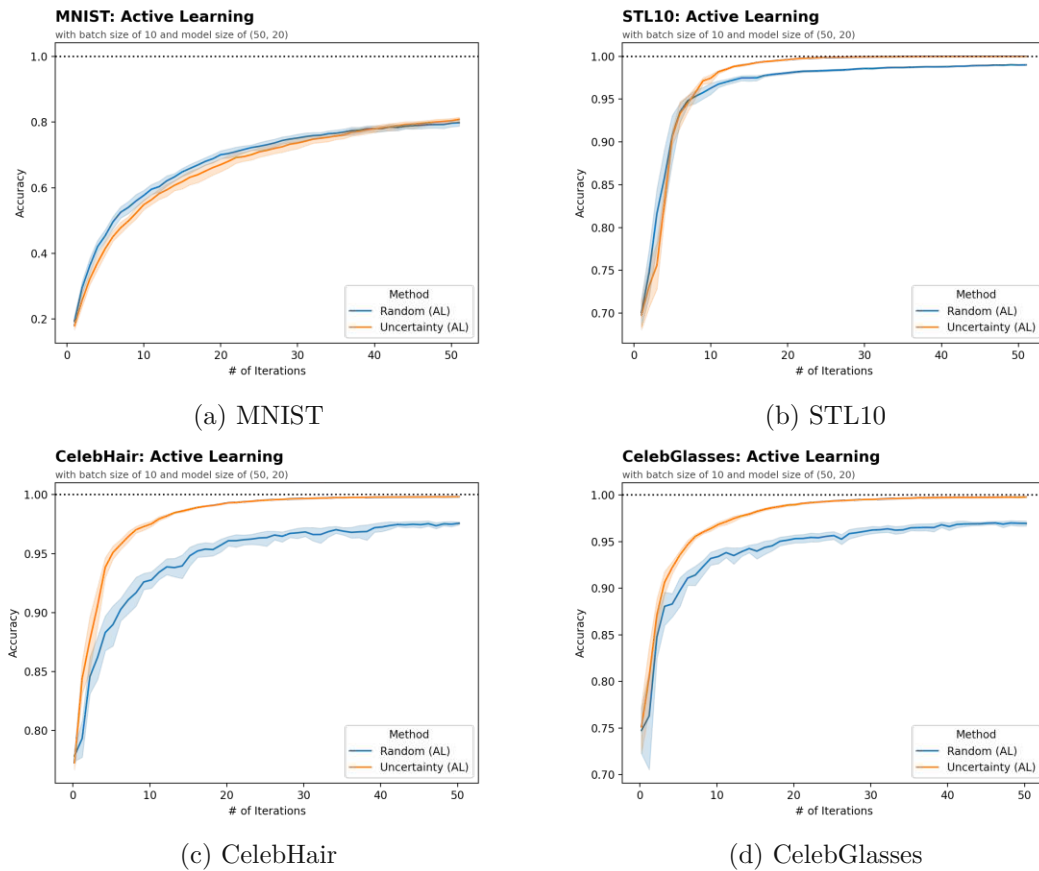 MNIST: Active Learning
with batch size of 10 and model size of (50, 20)
1.0
0.8
0.6
0.4
0.2
Accuracy
0 10 20 30 40 50
# of Iterations
Method
Random (AL)
Uncertainty (AL)
(a) MNIST
STL10: Active Learning
with batch size of 10 and model size of (50, 20)
1.00
0.95
0.90
0.85
0.80
0.75
0.70
Accuracy
0 10 20 30 40 50
# of Iterations
Method
Random (AL)
Uncertainty (AL)
(b) STL10
CelebHair: Active Learning
with batch size of 10 and model size of (50, 20)
1.00
0.95
0.90
0.85
0.80
Accuracy
0 10 20 30 40 50
# of Iterations
Method
Random (AL)
Uncertainty (AL)
(c) CelebHair
CelebGlasses: Active Learning
with batch size of 10 and model size of (50, 20)
1.00
0.95
0.90
0.85
0.80
0.75
0.70
Accuracy
0 10 20 30 40 50
# of Iterations
Method
Random (AL)
Uncertainty (AL)
(d) CelebGlasses